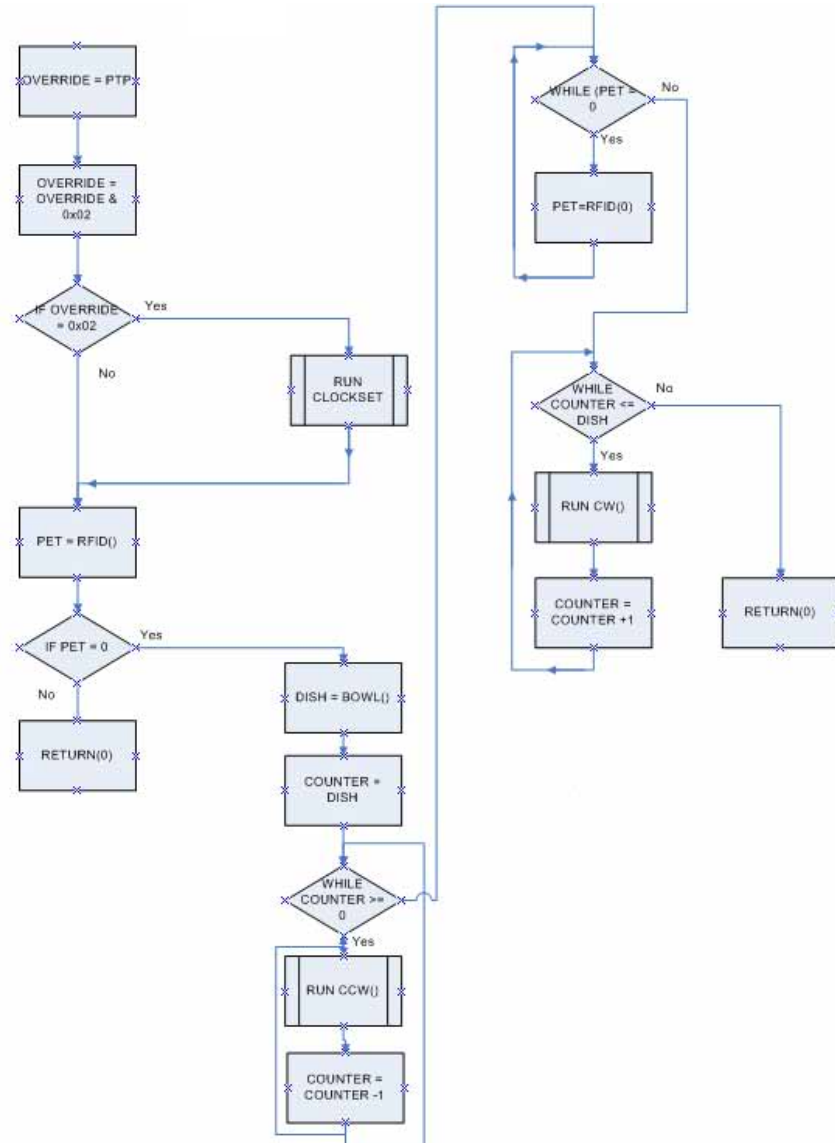 OVERRIDE = PTP
OVERRIDE =
OVERRIDE &
0x02
IF OVERRIDE
= 0x02
Yes
No
RUN
CLOCKSET
PET = RFID()
IF PET = 0
Yes
No
RETURN(0)
DISH = BOWL()
COUNTER =
DISH
WHILE
COUNTER >=
0
Yes
RUN CCW()
COUNTER =
COUNTER -1
WHILE (PET =
0
No
Yes
PET=RFID(0)
WHILE
COUNTER <=
DISH
No
Yes
RUN CW()
COUNTER =
COUNTER +1
RETURN(0)